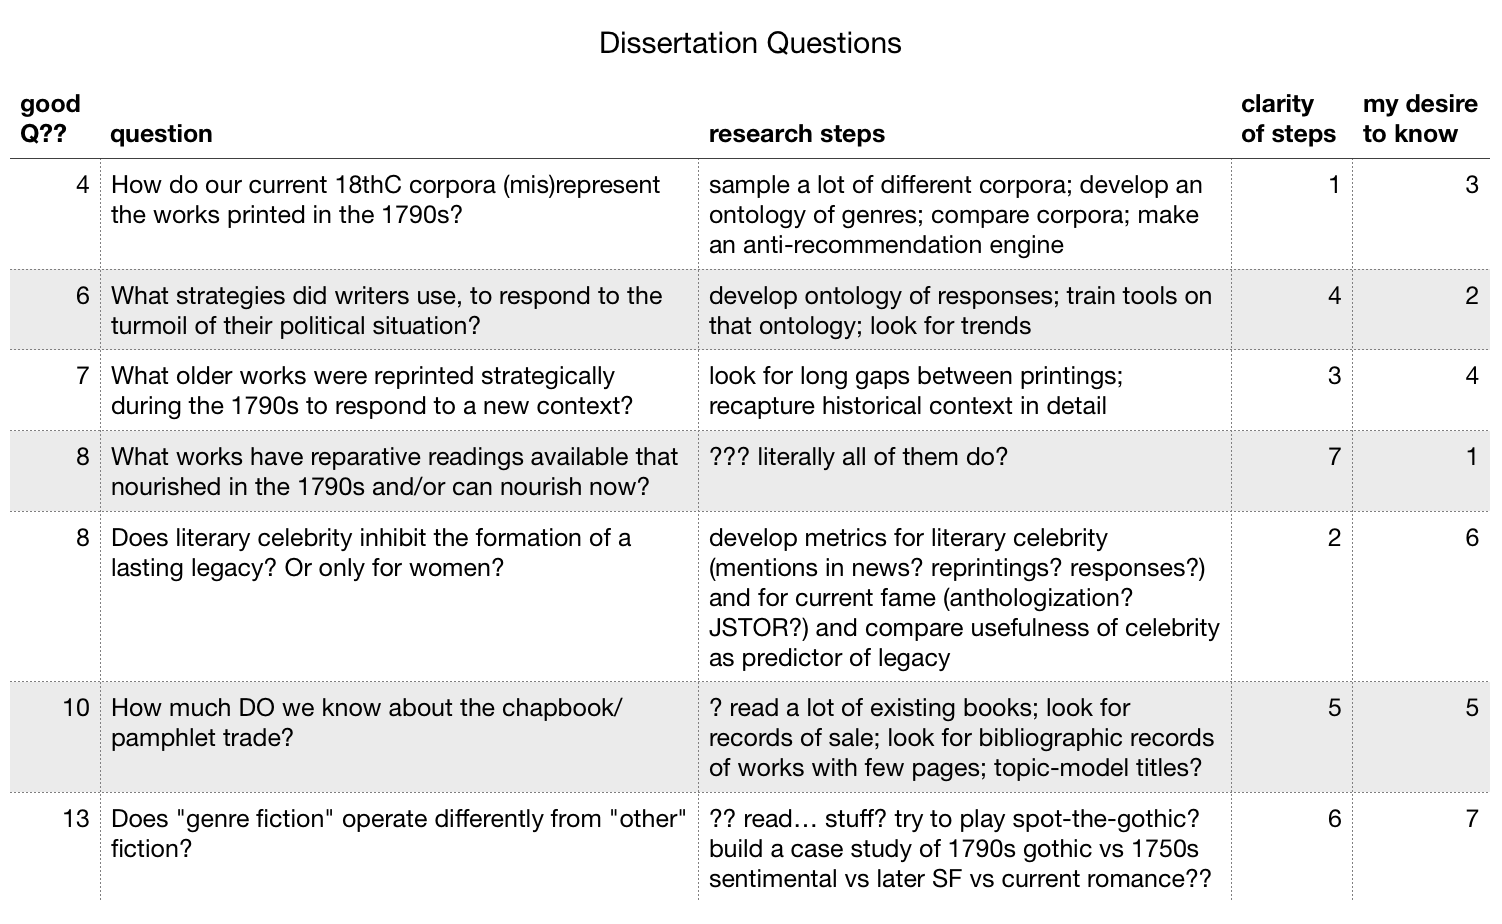 Dissertation Questions
good
Q??
question
research steps
clarity
of steps
my desire
to know
4
How do our current 18thC corpora (mis)represent
the works printed in the 1790s?
sample a lot of different corpora; develop an
ontology of genres; compare corpora; make
an anti-recommendation engine
1
3
6
What strategies did writers use, to respond to the
turmoil of their political situation?
develop ontology of responses; train tools on
that ontology; look for trends
4
2
7
What older works were reprinted strategically
during the 1790s to respond to a new context?
look for long gaps between printings;
recapture historical context in detail
3
4
8
What works have reparative readings available that
nourished in the 1790s and/or can nourish now?
??? literally all of them do?
7
1
8
Does literary celebrity inhibit the formation of a
lasting legacy? Or only for women?
develop metrics for literary celebrity
(mentions in news? reprintings? responses?)
and for current fame (anthologization?
JSTOR?) and compare usefulness of celebrity
as predictor of legacy
2
6
10
How much DO we know about the chapbook/
pamphlet trade?
? read a lot of existing books; look for
records of sale; look for bibliographic records
of works with few pages; topic-model titles?
5
5
13
Does "genre fiction" operate differently from "other"
fiction?
?? read… stuff? try to play spot-the-gothic?
build a case study of 1790s gothic vs 1750s
sentimental vs later SF vs current romance??
6
7